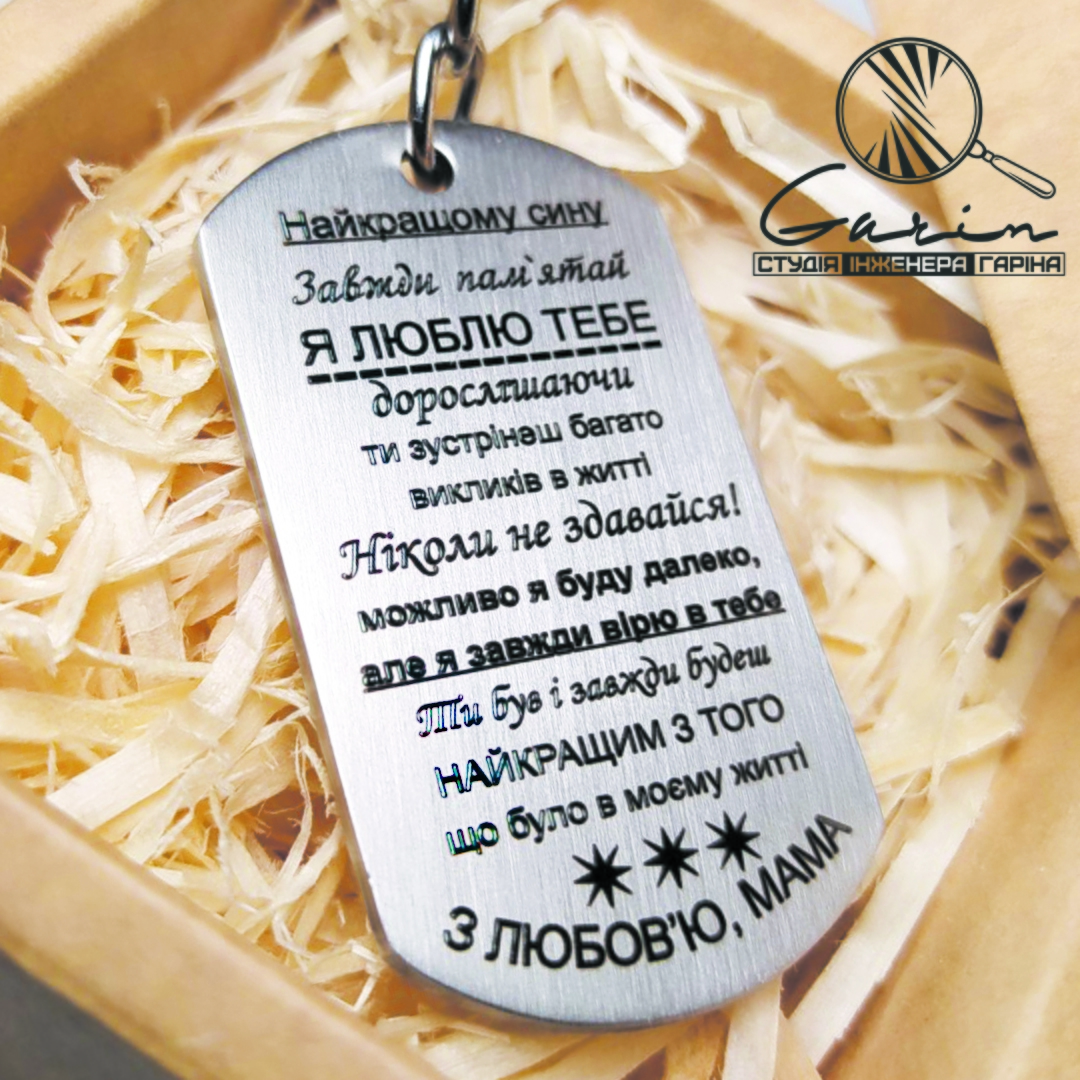 Найкращому сину
Завжди пам`ятай
Я ЛЮБЛЮ ТЕБЕ
дорослішаючи
ти зустрінеш багато
викликів в житті
Ніколи не здавайся!
можливо я буду далеко,
але я завжди вірю в тебе
Ти був і завжди будеш
НАЙКРАЩИМ З ТОГО
що було в моєму житті
З ЛЮБОВ'Ю, МАМА
Garin
СТУДІЯ ІНЖЕНЕРА ГАРІНА